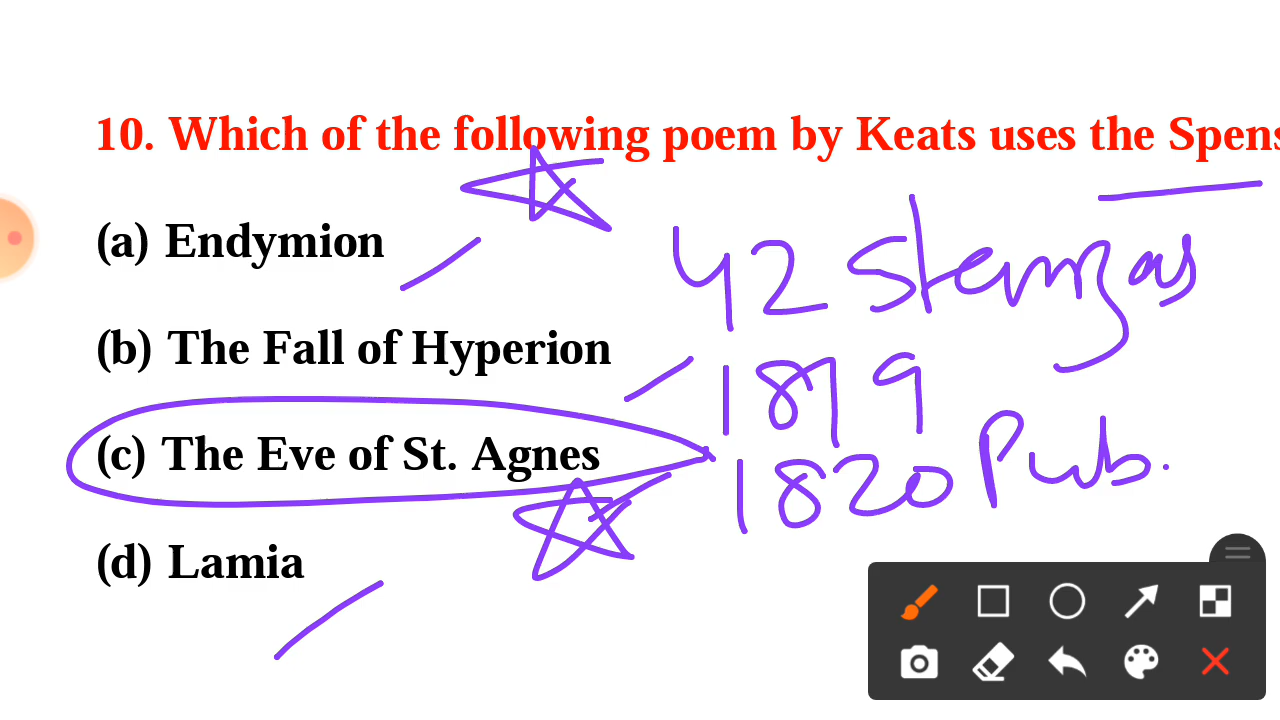 10. Which of the following poem by Keats uses the Spens
(a) Endymion
42 Stanzas
(b) The Fall of Hyperion
1819
(c) The Eve of St. Agnes
1820 Pub.
(d) Lamia